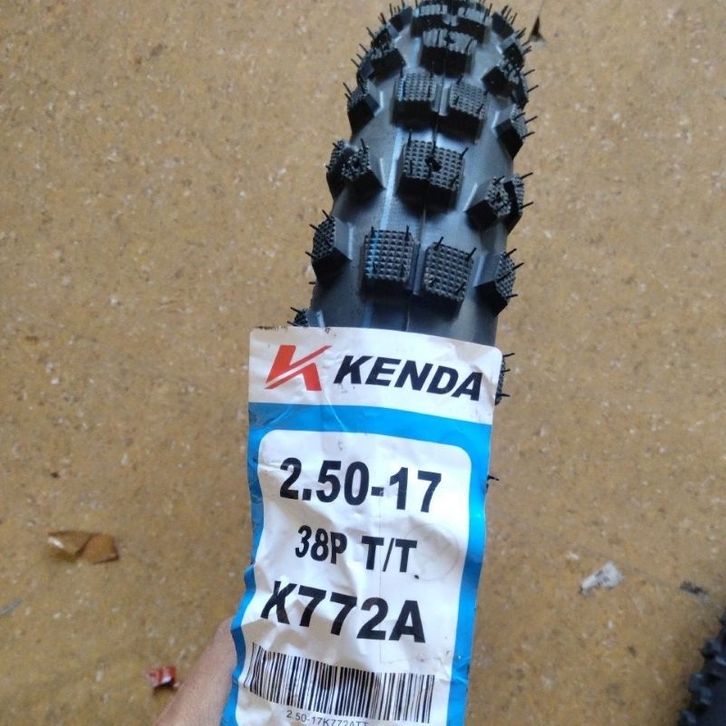 KENDA
2.50-17
38P T/T
K772A
2.50-17K772ATT